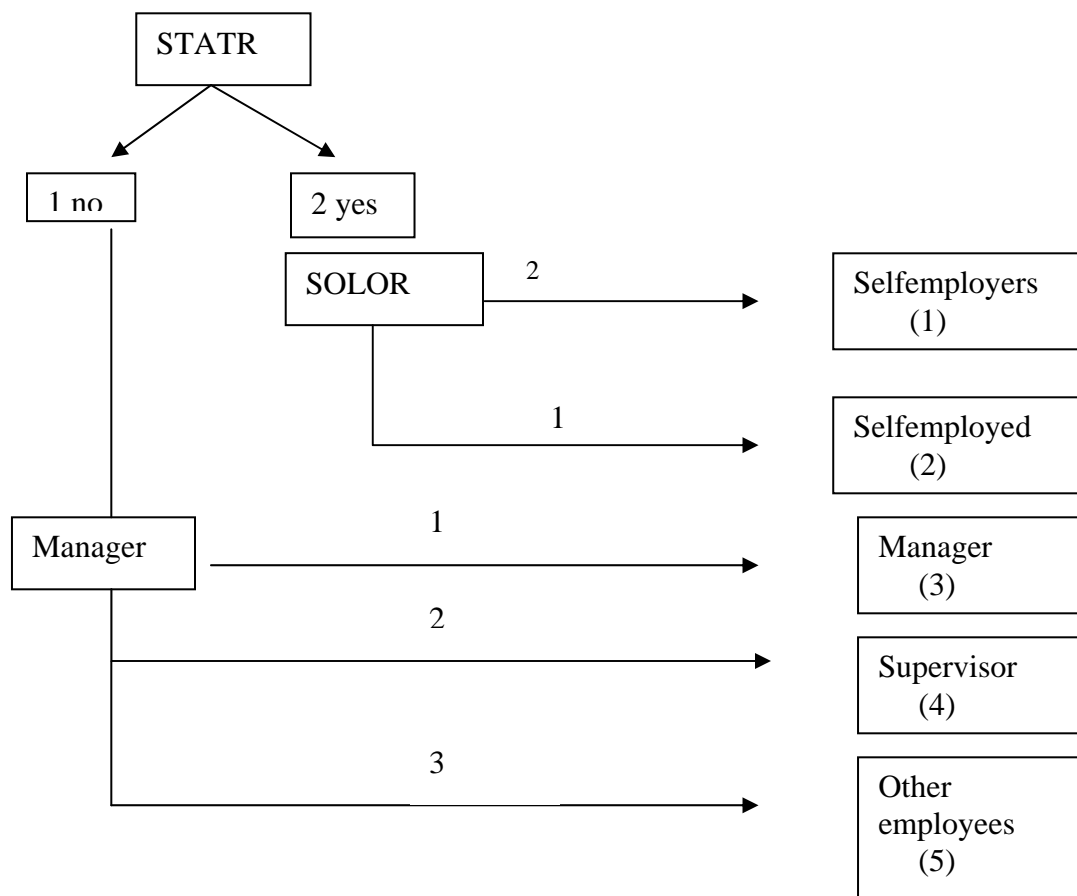 STATR
1 no
2 yes
SOLOR
2
Selfemployers
(1)
1
Selfemployed
(2)
Manager
1
Manager
(3)
2
Supervisor
(4)
3
Other
employees
(5)